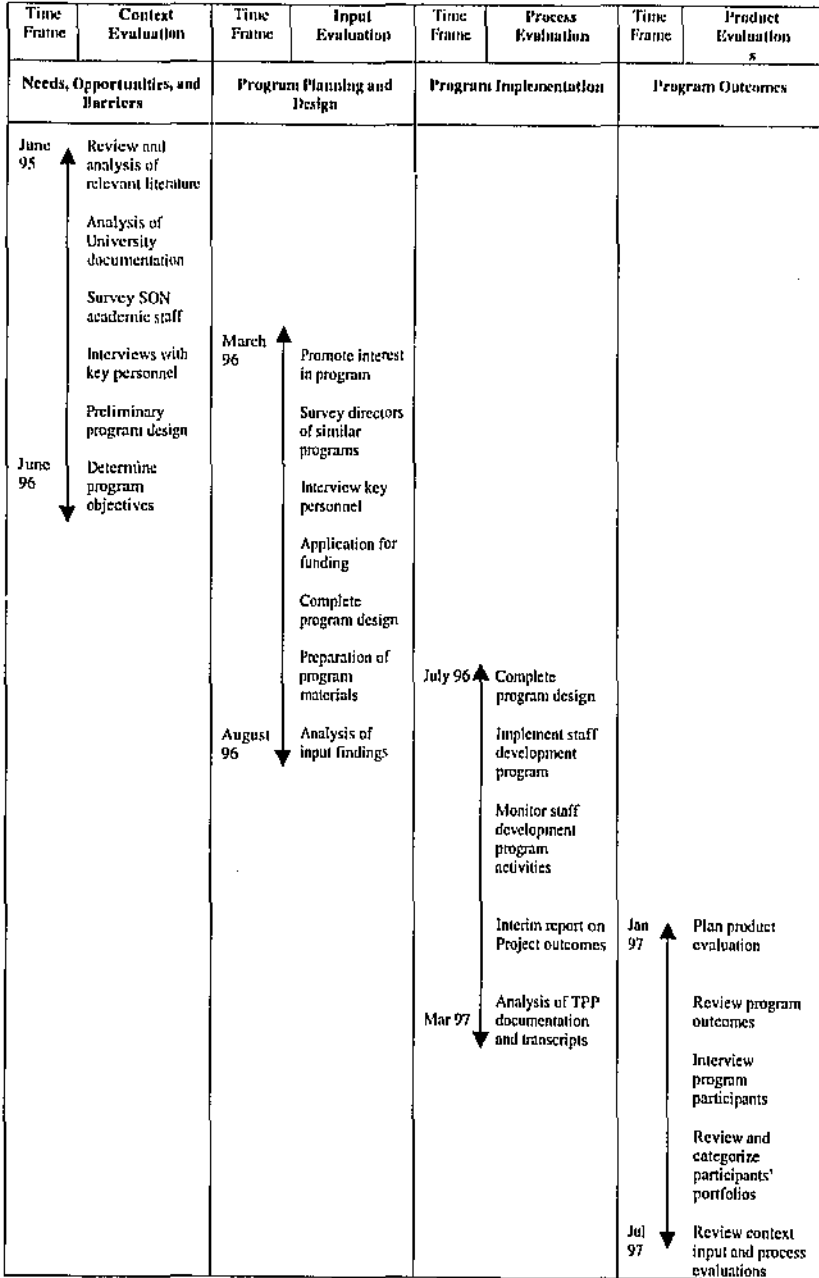 Time
Frame
Context
Evaluation
Time
Frame
Input
Evaluation
Time
Frame
Process
Evaluation
Time
Frame
Product
Evaluation
s
Needs, Opportunities, and
Barriers
Program Planning and
Design
Program Implementation
Program Outcomes
June
95
Review and
analysis of
relevant literature
Analysis of
University
documentation
Survey SON
academic staff
Interviews with
key personnel
Preliminary
program design
June
96
Determine
program
objectives
March
96
Promote interest
in program
Survey directors
of similar
programs
Interview key
personnel
Application for
funding
Complete
program design
Preparation of
program
materials
August
96
Analysis of
input findings
July 96
Complete
program design
Implement staff
development
program
Monitor staff
development
program
activities
Interim report on
Project outcomes
Mar 97
Analysis of TPP
documentation
and transcripts
Jan
97
Plan product
evaluation
Review program
outcomes
Interview
program
participants
Review and
categorize
participants'
portfolios
Jul
97
Review context
input and process
evaluations